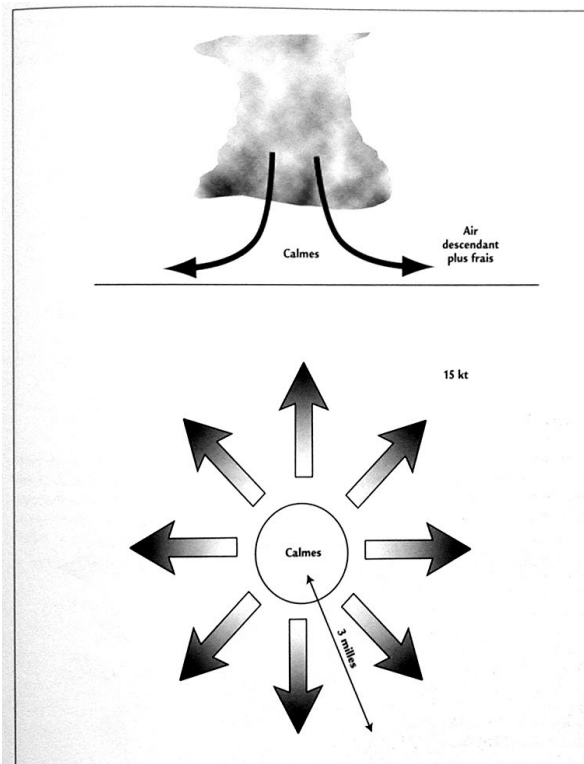 Air
descendant
plus frais
Calmes
15 kt
Calmes
3 milles